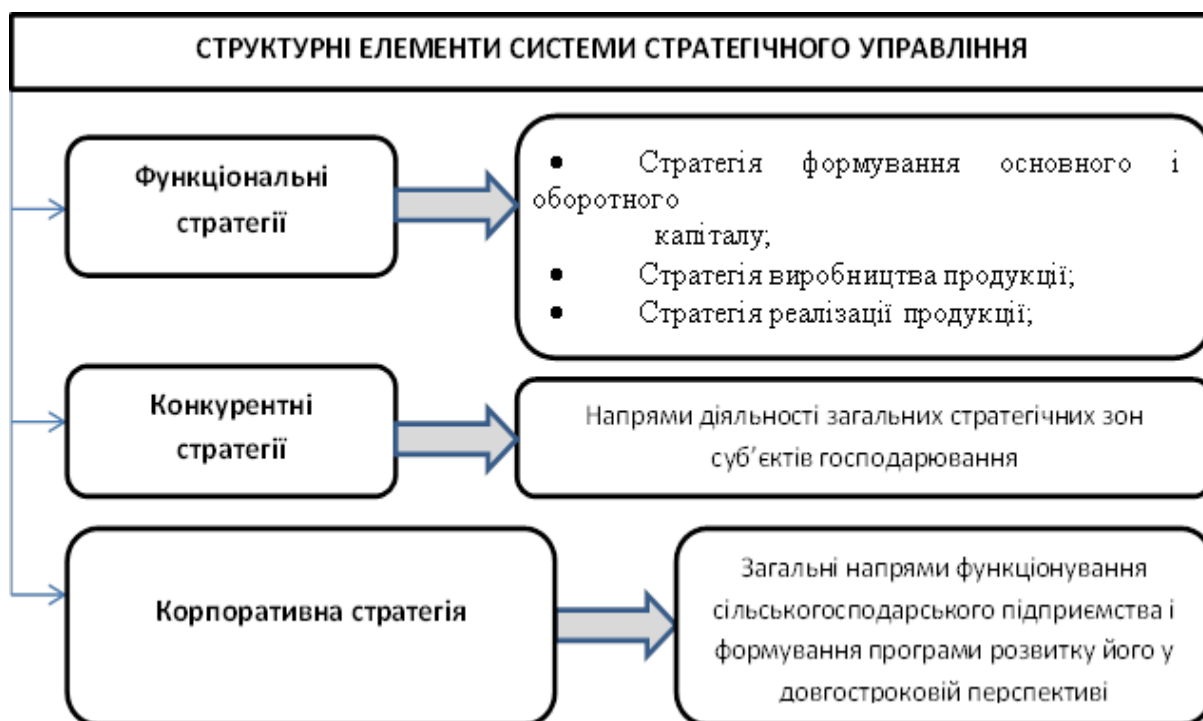 СТРУКТУРНІ ЕЛЕМЕНТИ СИСТЕМИ СТРАТЕГІЧНОГО УПРАВЛІННЯ
Функціональні
стратегії
● Стратегія формування основного і
оборотного
капіталу;
● Стратегія виробництва продукції;
● Стратегія реалізації продукції;
Конкурентні
стратегії
Напрями діяльності загальних стратегічних зон
суб’єктів господарювання
Корпоративна стратегія
Загальні напрями функціонування
сільськогосподарського підприємства і
формування програми розвитку його у
довгостроковій перспективі